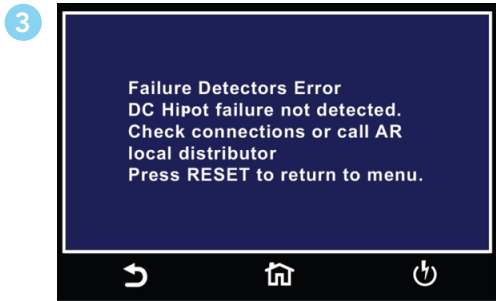 3
Failure Detectors Error
DC Hipot failure not detected.
Check connections or call AR
local distributor
Press RESET to return to menu.